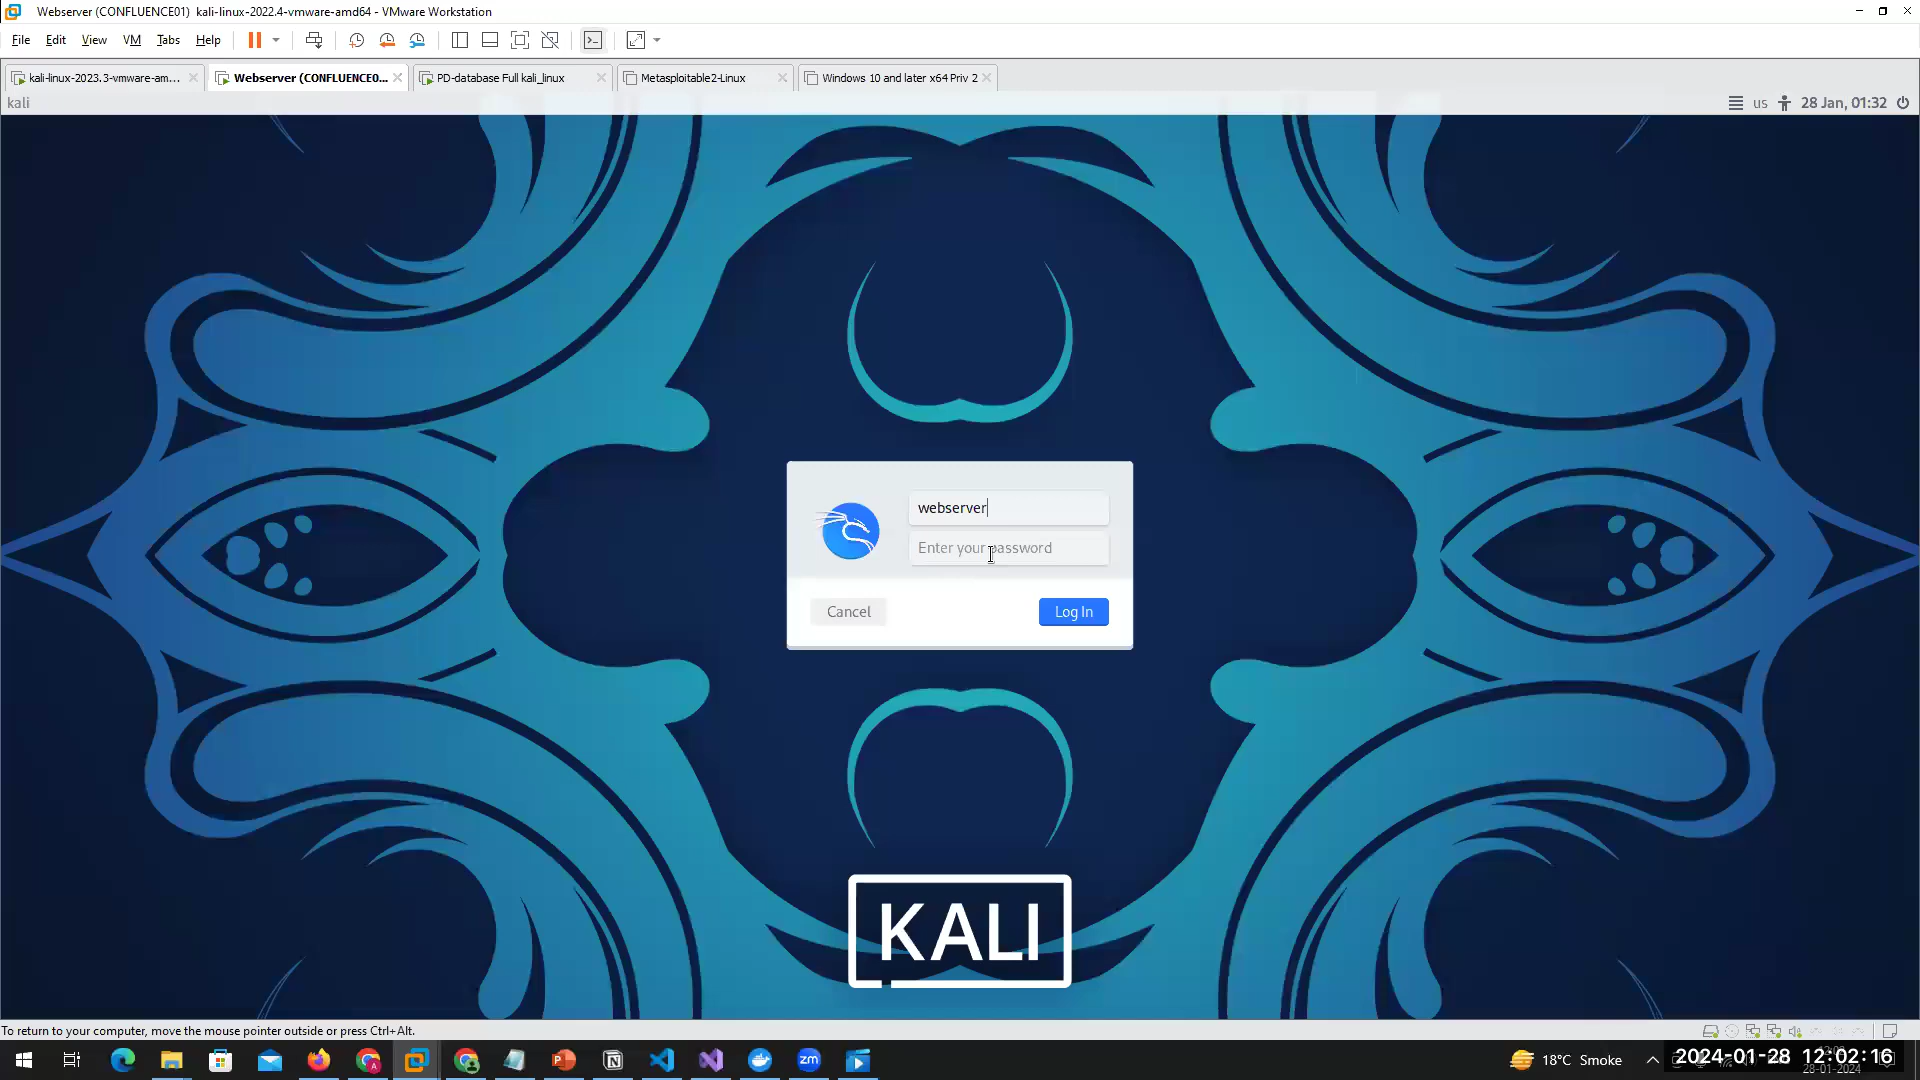 Webserver (CONFLUENCE01) kali-linux-2022.4-vmware-amd64 - VMware Workstation
File Edit View VM Tabs Help
kali-linux-2023.3-vmware-am... Webserver (CONFLUENCE0... PD-database Full kali_linux Metasploitable2-Linux Windows 10 and later x64 Priv 2
kali us 28 Jan, 01:32
webserver
Enter your password
Cancel Log In
KALI
To return to your computer, move the mouse pointer outside or press Ctrl+Alt.
18°C Smoke 2024-01-28 12:02:16
28-01-2024